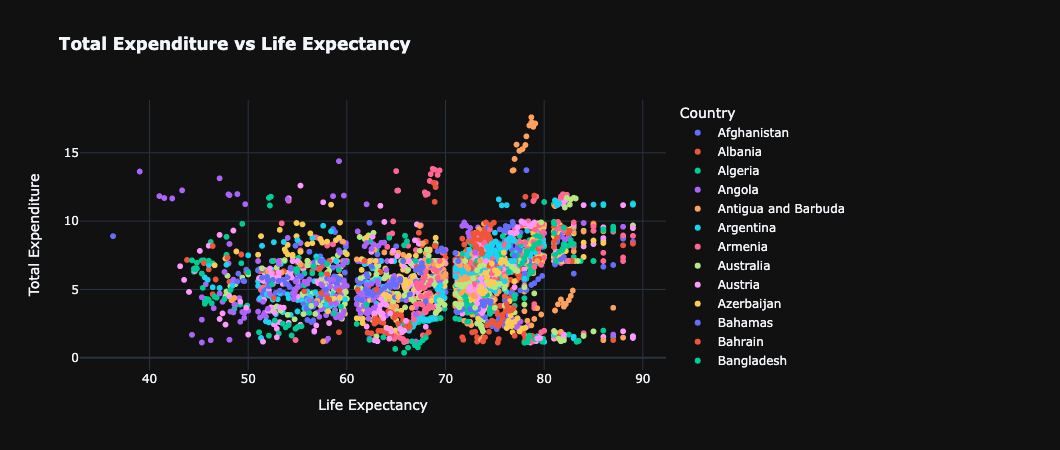 Total Expenditure vs Life Expectancy
Total Expenditure
15
10
5
0
40 50 60 70 80 90
Life Expectancy
Country
Afghanistan
Albania
Algeria
Angola
Antigua and Barbuda
Argentina
Armenia
Australia
Austria
Azerbaijan
Bahamas
Bahrain
Bangladesh